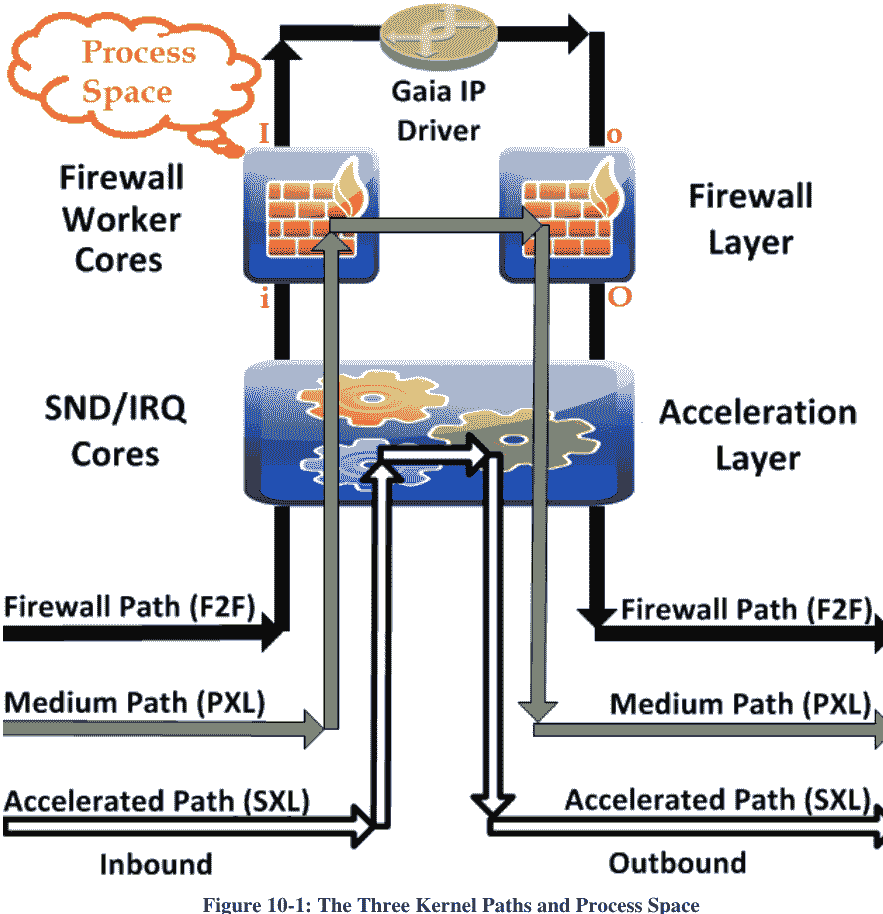 Process
Space
Gaia IP
Driver
I
o
Firewall
Worker
Cores
Firewall
Layer
i
O
SND/IRQ
Cores
Acceleration
Layer
Firewall Path (F2F)
Firewall Path (F2F)
Medium Path (PXL)
Medium Path (PXL)
Accelerated Path (SXL)
Accelerated Path (SXL)
Inbound
Outbound
Figure 10-1: The Three Kernel Paths and Process Space